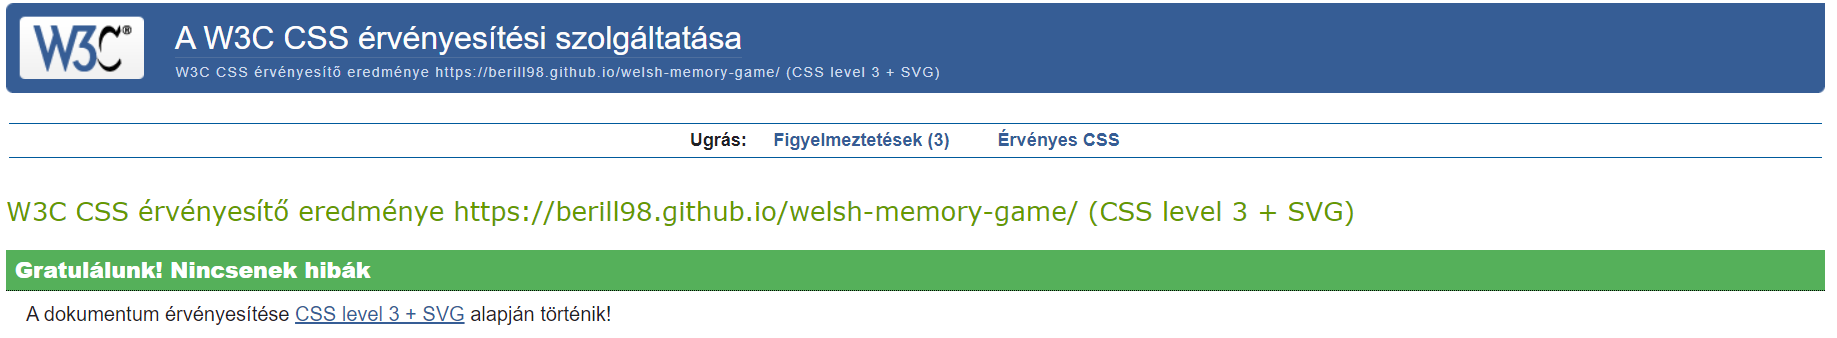 W3C®
A W3C CSS érvényesítési szolgáltatása
W3C CSS érvényesítő eredménye https://berill98.github.io/welsh-memory-game/ (CSS level 3 + SVG)
Ugrás: Figyelmeztetések (3) Érvényes CSS
W3C CSS érvényesítő eredménye https://berill98.github.io/welsh-memory-game/ (CSS level 3 + SVG)
Gratulálunk! Nincsenek hibák
A dokumentum érvényesítése CSS level 3 + SVG alapján történik!